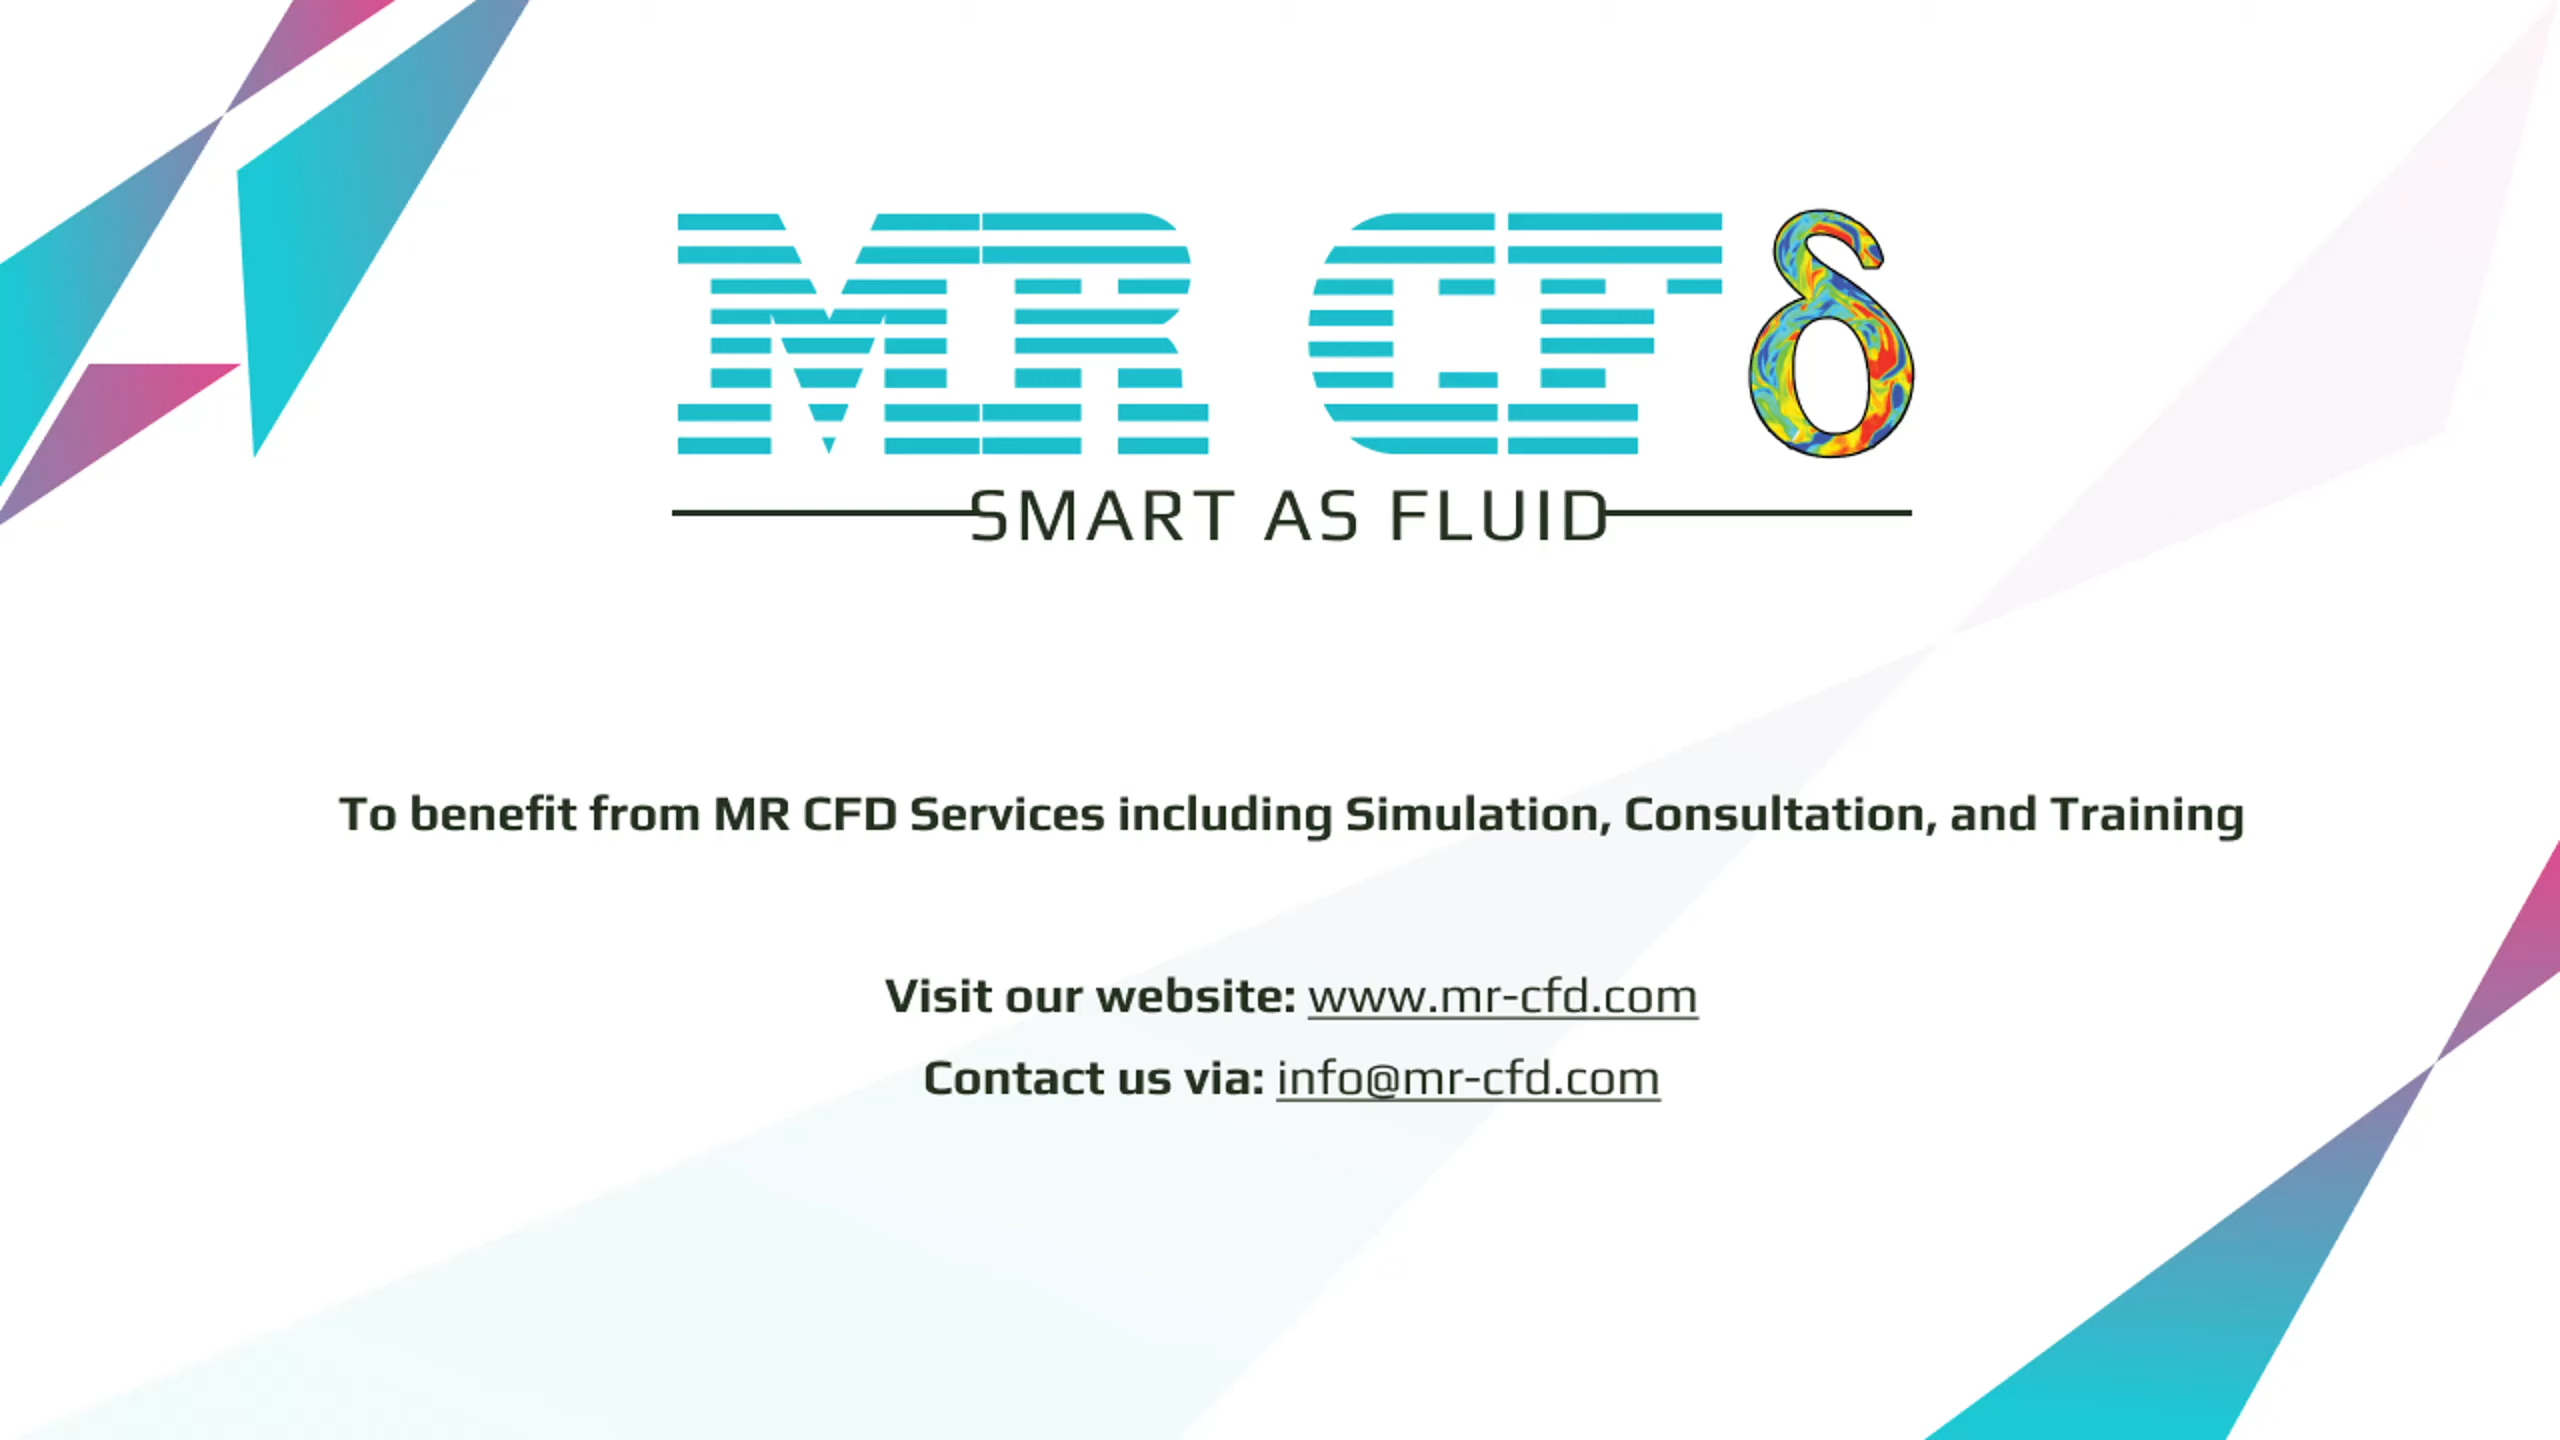 MR CFδ
SMART AS FLUID
To benefit from MR CFD Services including Simulation, Consultation, and Training
Visit our website: www.mr-cfd.com
Contact us via: info@mr-cfd.com